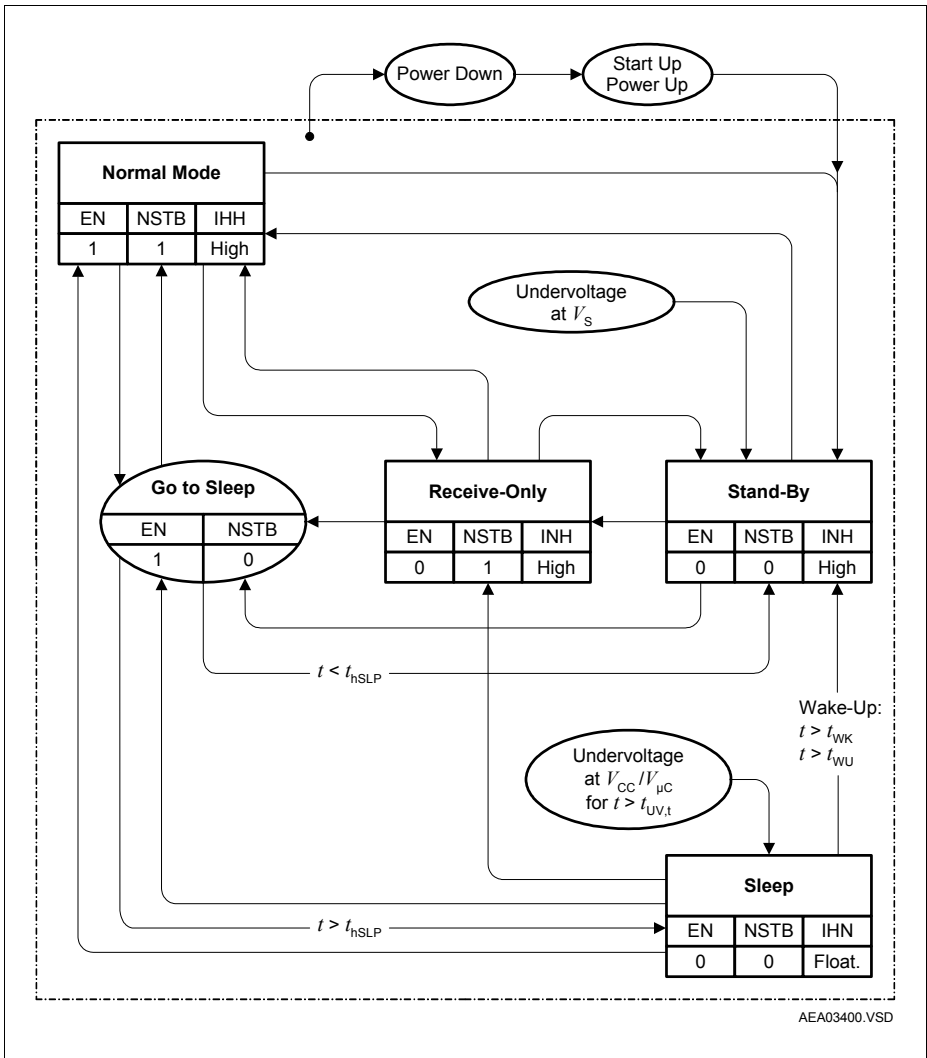 Power Down
Start Up
Power Up
Normal Mode
EN NSTB IHH
1 1 High
Undervoltage
at V_S
Go to Sleep
EN NSTB
1 0
Receive-Only
EN NSTB INH
0 1 High
Stand-By
EN NSTB INH
0 0 High
t < t_hSLP
Wake-Up:
t > t_WK
t > t_WU
Undervoltage
at V_CC/V_µC
for t > t_UV,t
Sleep
t > t_hSLP
EN NSTB IHN
0 0 Float.
AEA03400.VSD